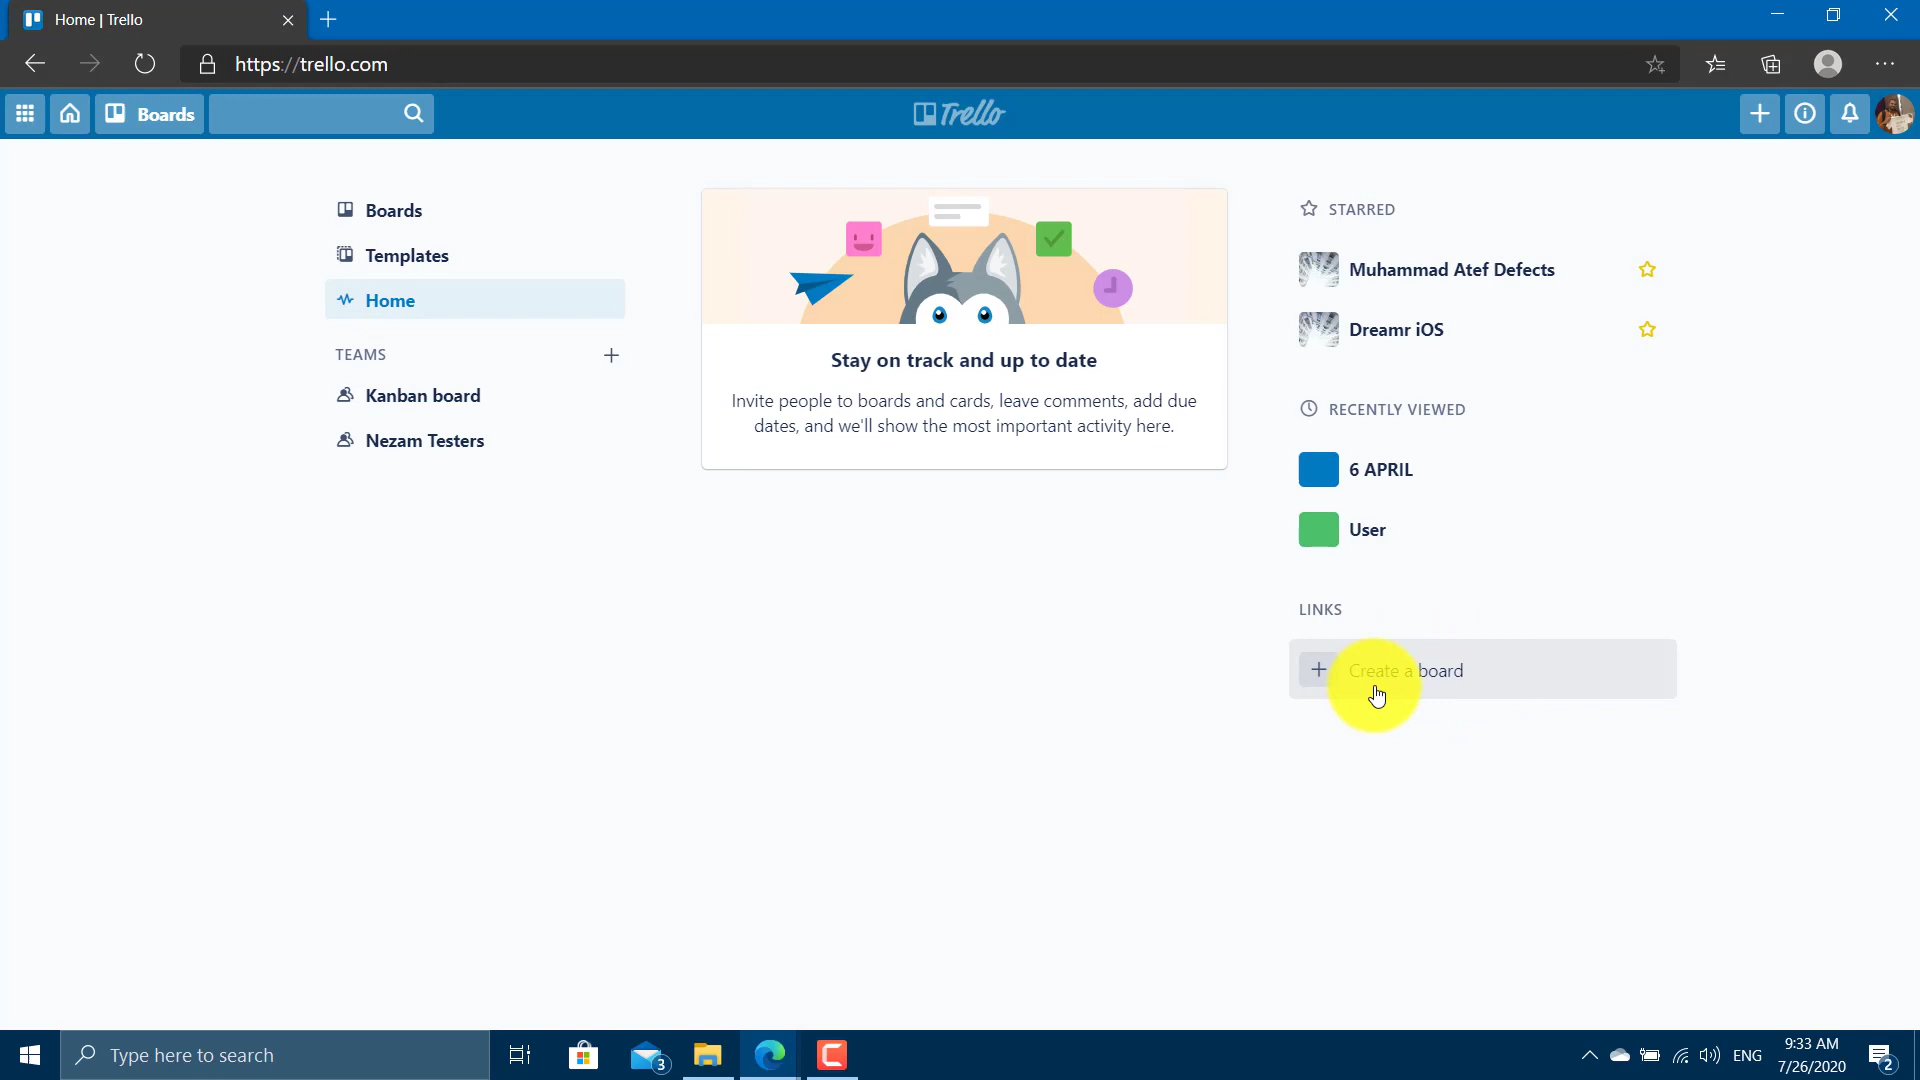 Home | Trello
https://trello.com
Boards
Trello
Boards
Templates
Home
TEAMS
Kanban board
Nezam Testers
Stay on track and up to date
Invite people to boards and cards, leave comments, add due
dates, and we'll show the most important activity here.
STARRED
Muhammad Atef Defects
Dreamr iOS
RECENTLY VIEWED
6 APRIL
User
LINKS
Create a board
Type here to search
3
ENG
9:33 AM
7/26/2020
2